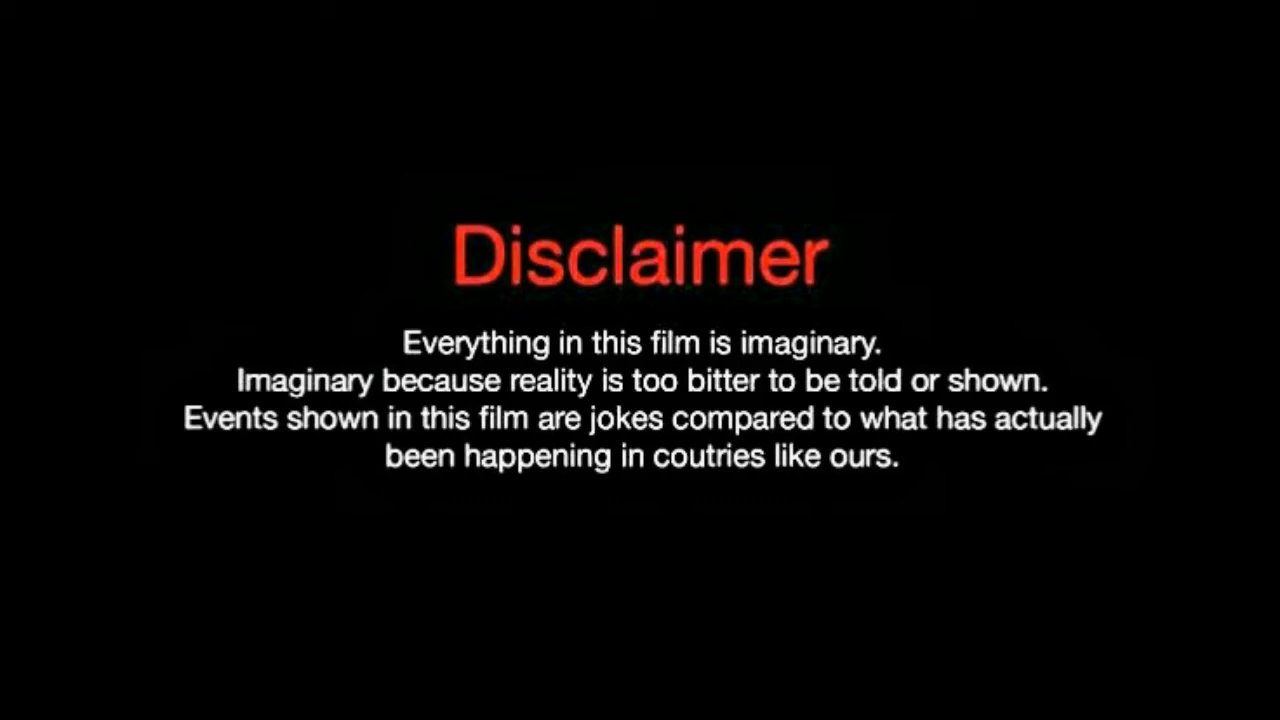 Disclaimer
Everything in this film is imaginary.
Imaginary because reality is too bitter to be told or shown.
Events shown in this film are jokes compared to what has actually
been happening in coutries like ours.